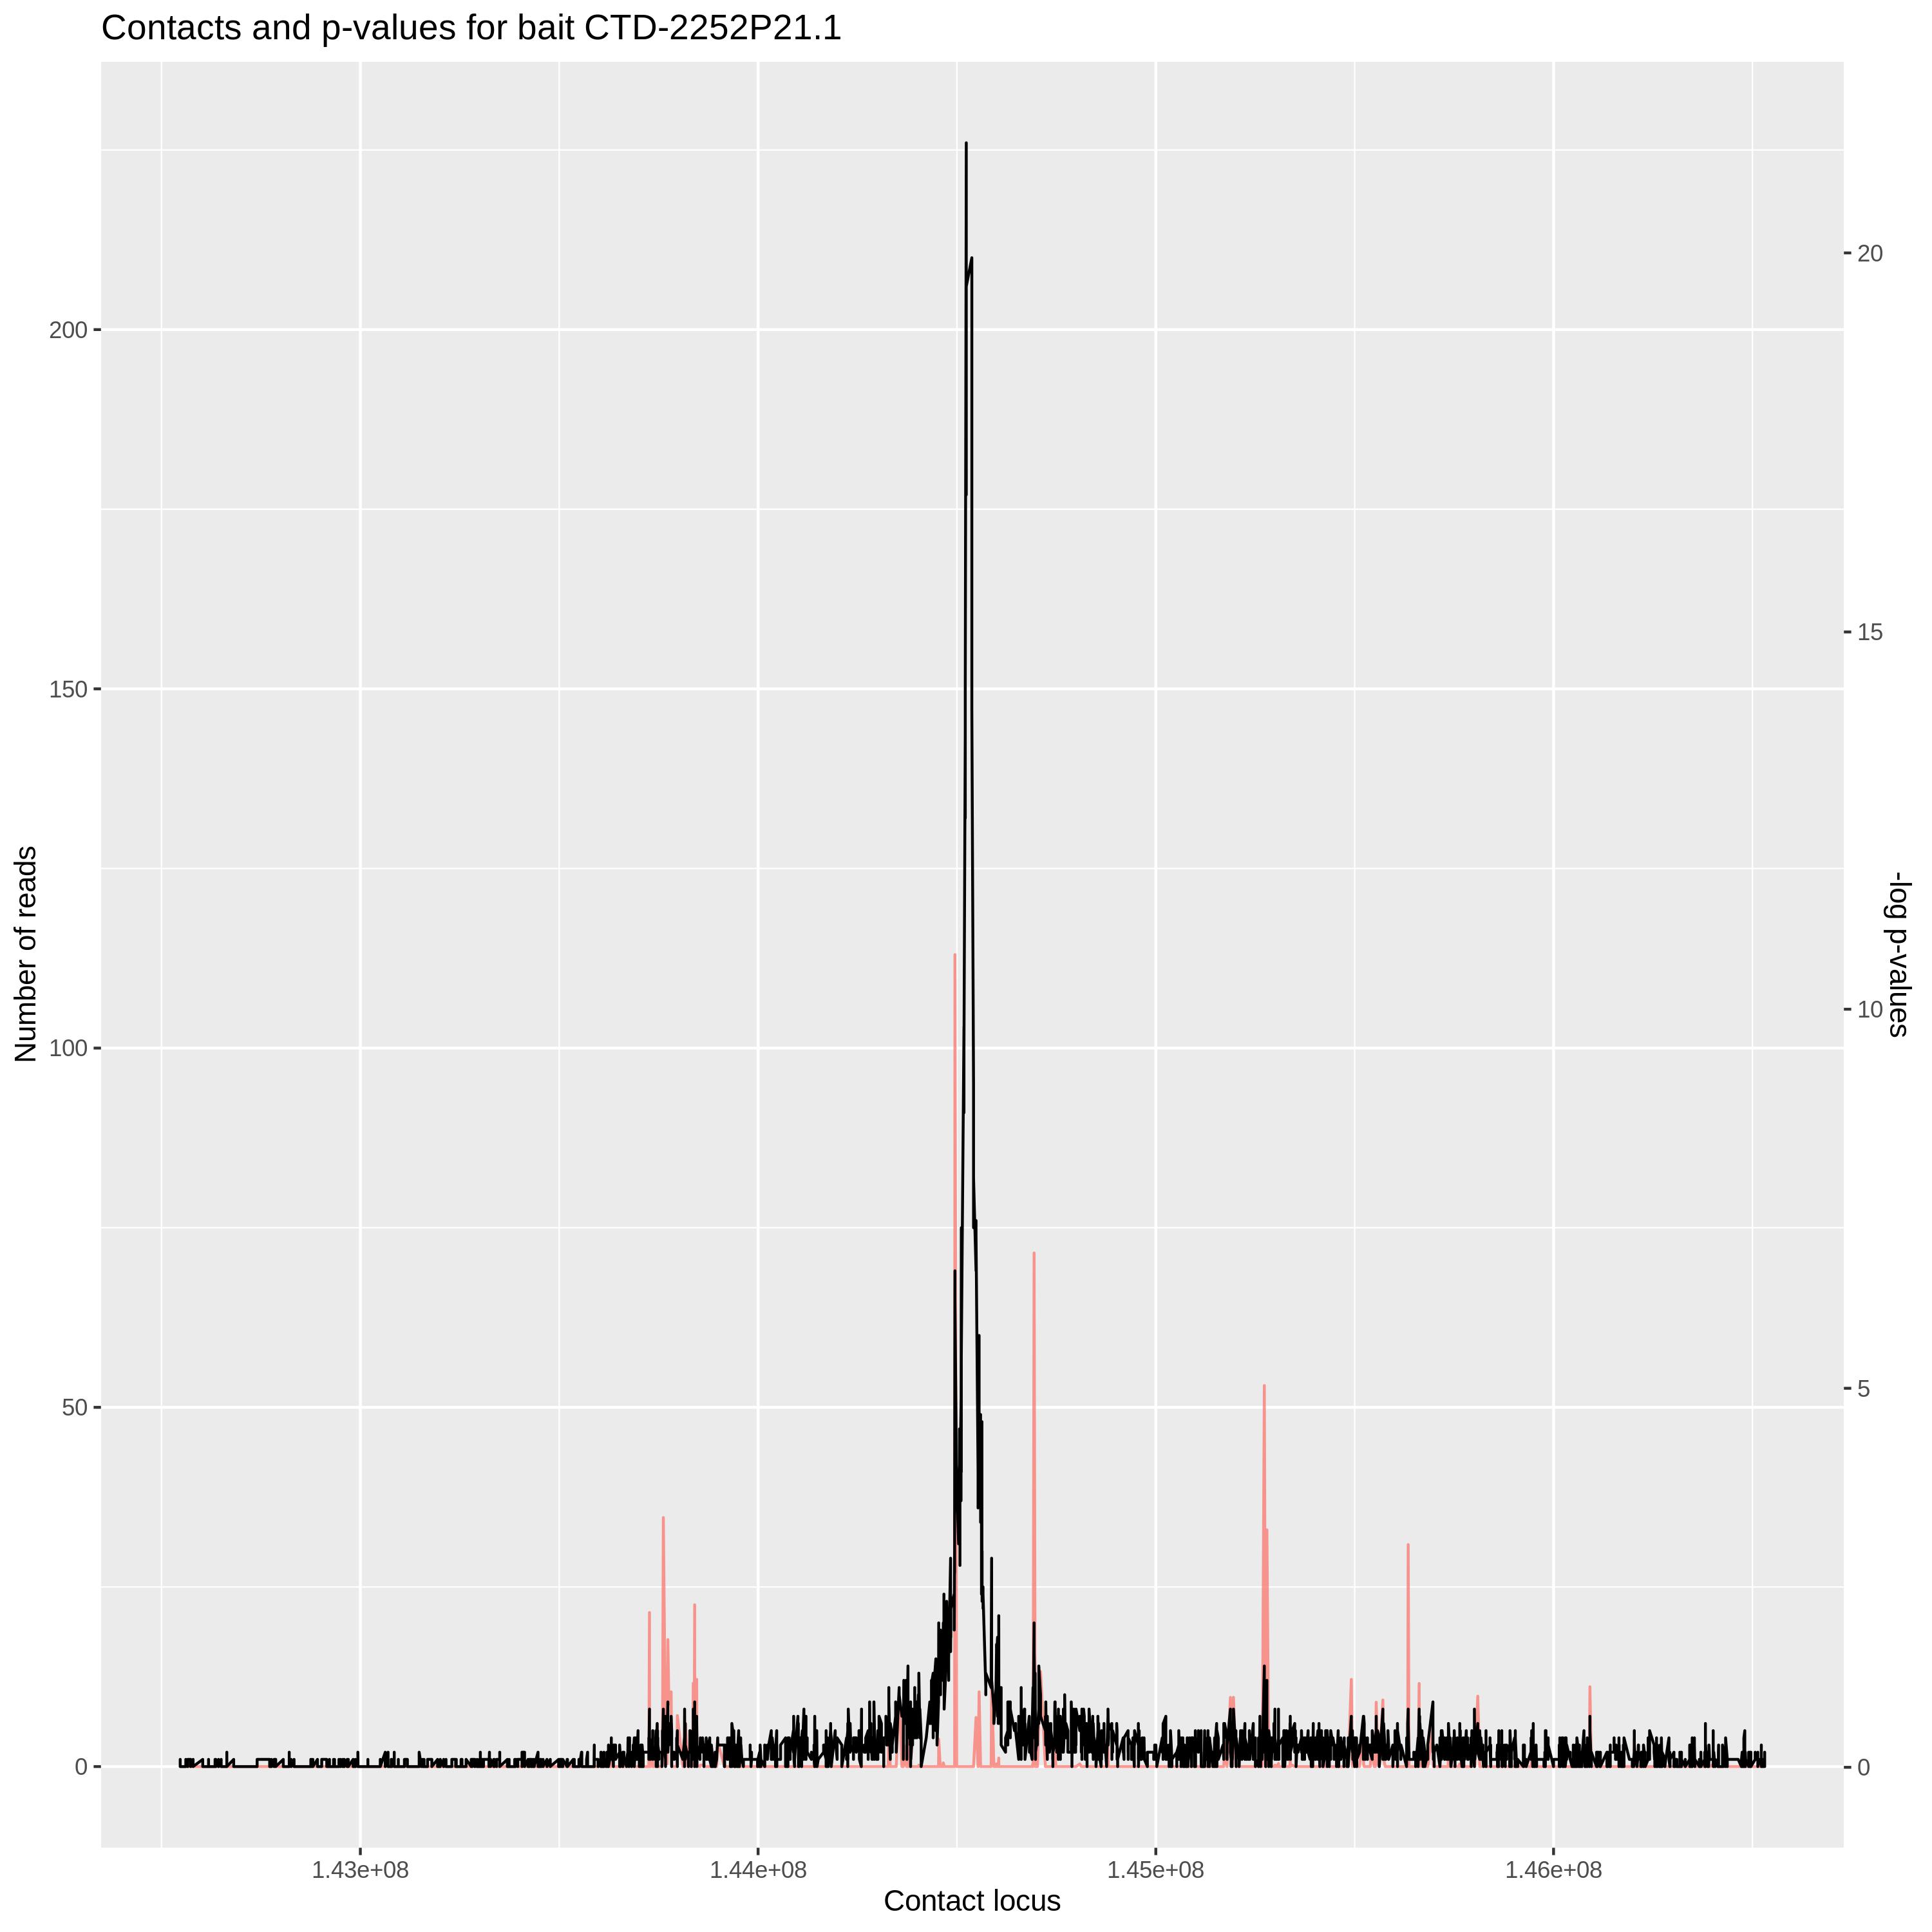 Contacts and p-values for bait CTD-2252P21.1
Number of reads
200
150
100
50
0
20
15
10
5
0
-log p-values
1.43e+08
1.44e+08
1.45e+08
1.46e+08
Contact locus